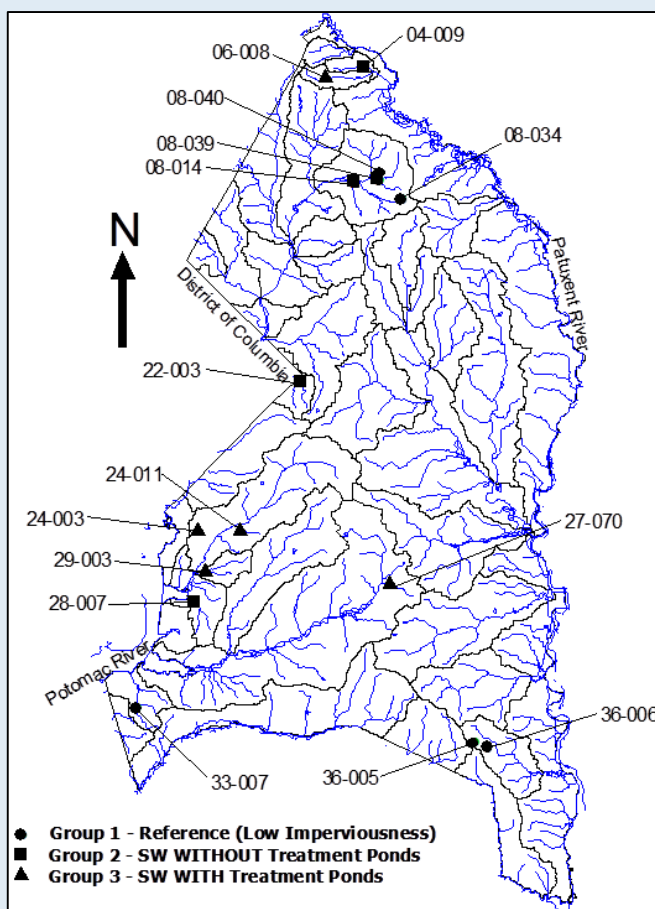 04-009
06-008
08-040
08-039
08-034
08-014
N
Patuxent River
District of Columbia
22-003
24-011
24-003
27-070
29-003
28-007
Potomac River
36-006
36-005
33-007
Group 1 - Reference (Low Imperviousness)
Group 2 - SW WITHOUT Treatment Ponds
Group 3 - SW WITH Treatment Ponds